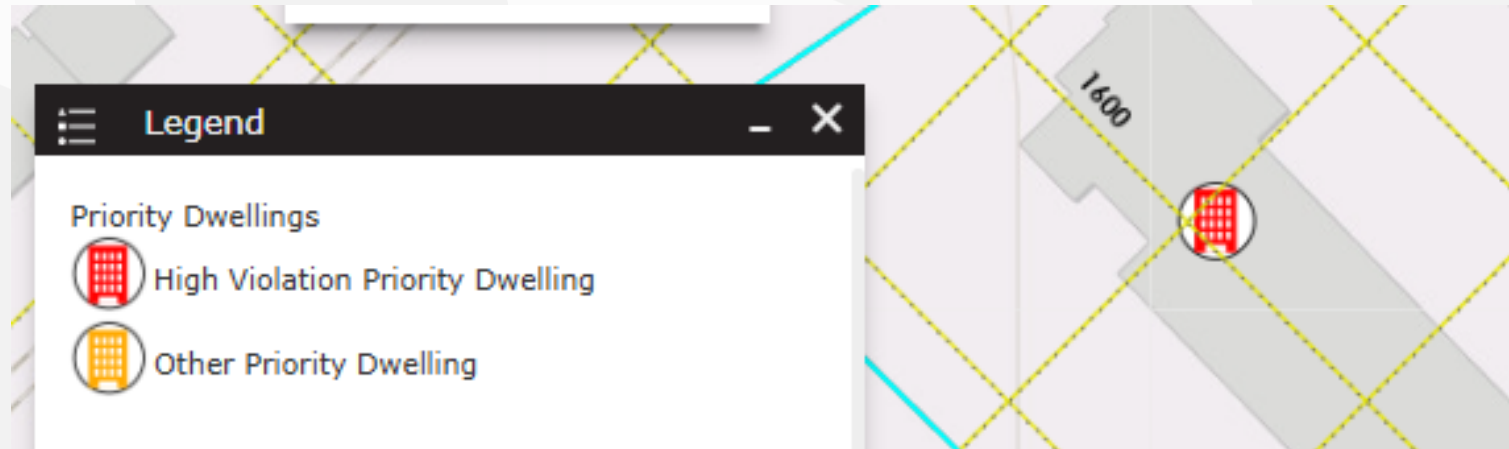 Legend
1600
Priority Dwellings
High Violation Priority Dwelling
Other Priority Dwelling